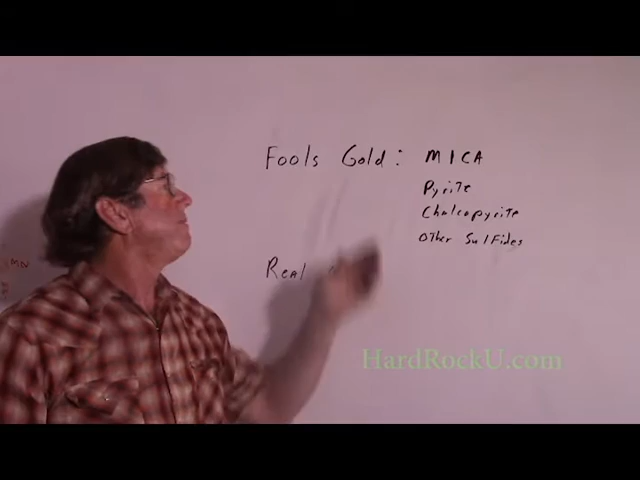 Fools Gold: MICA
Pyrite
Chalcopyrite
Other Sulfides
Real
HardRockU.com